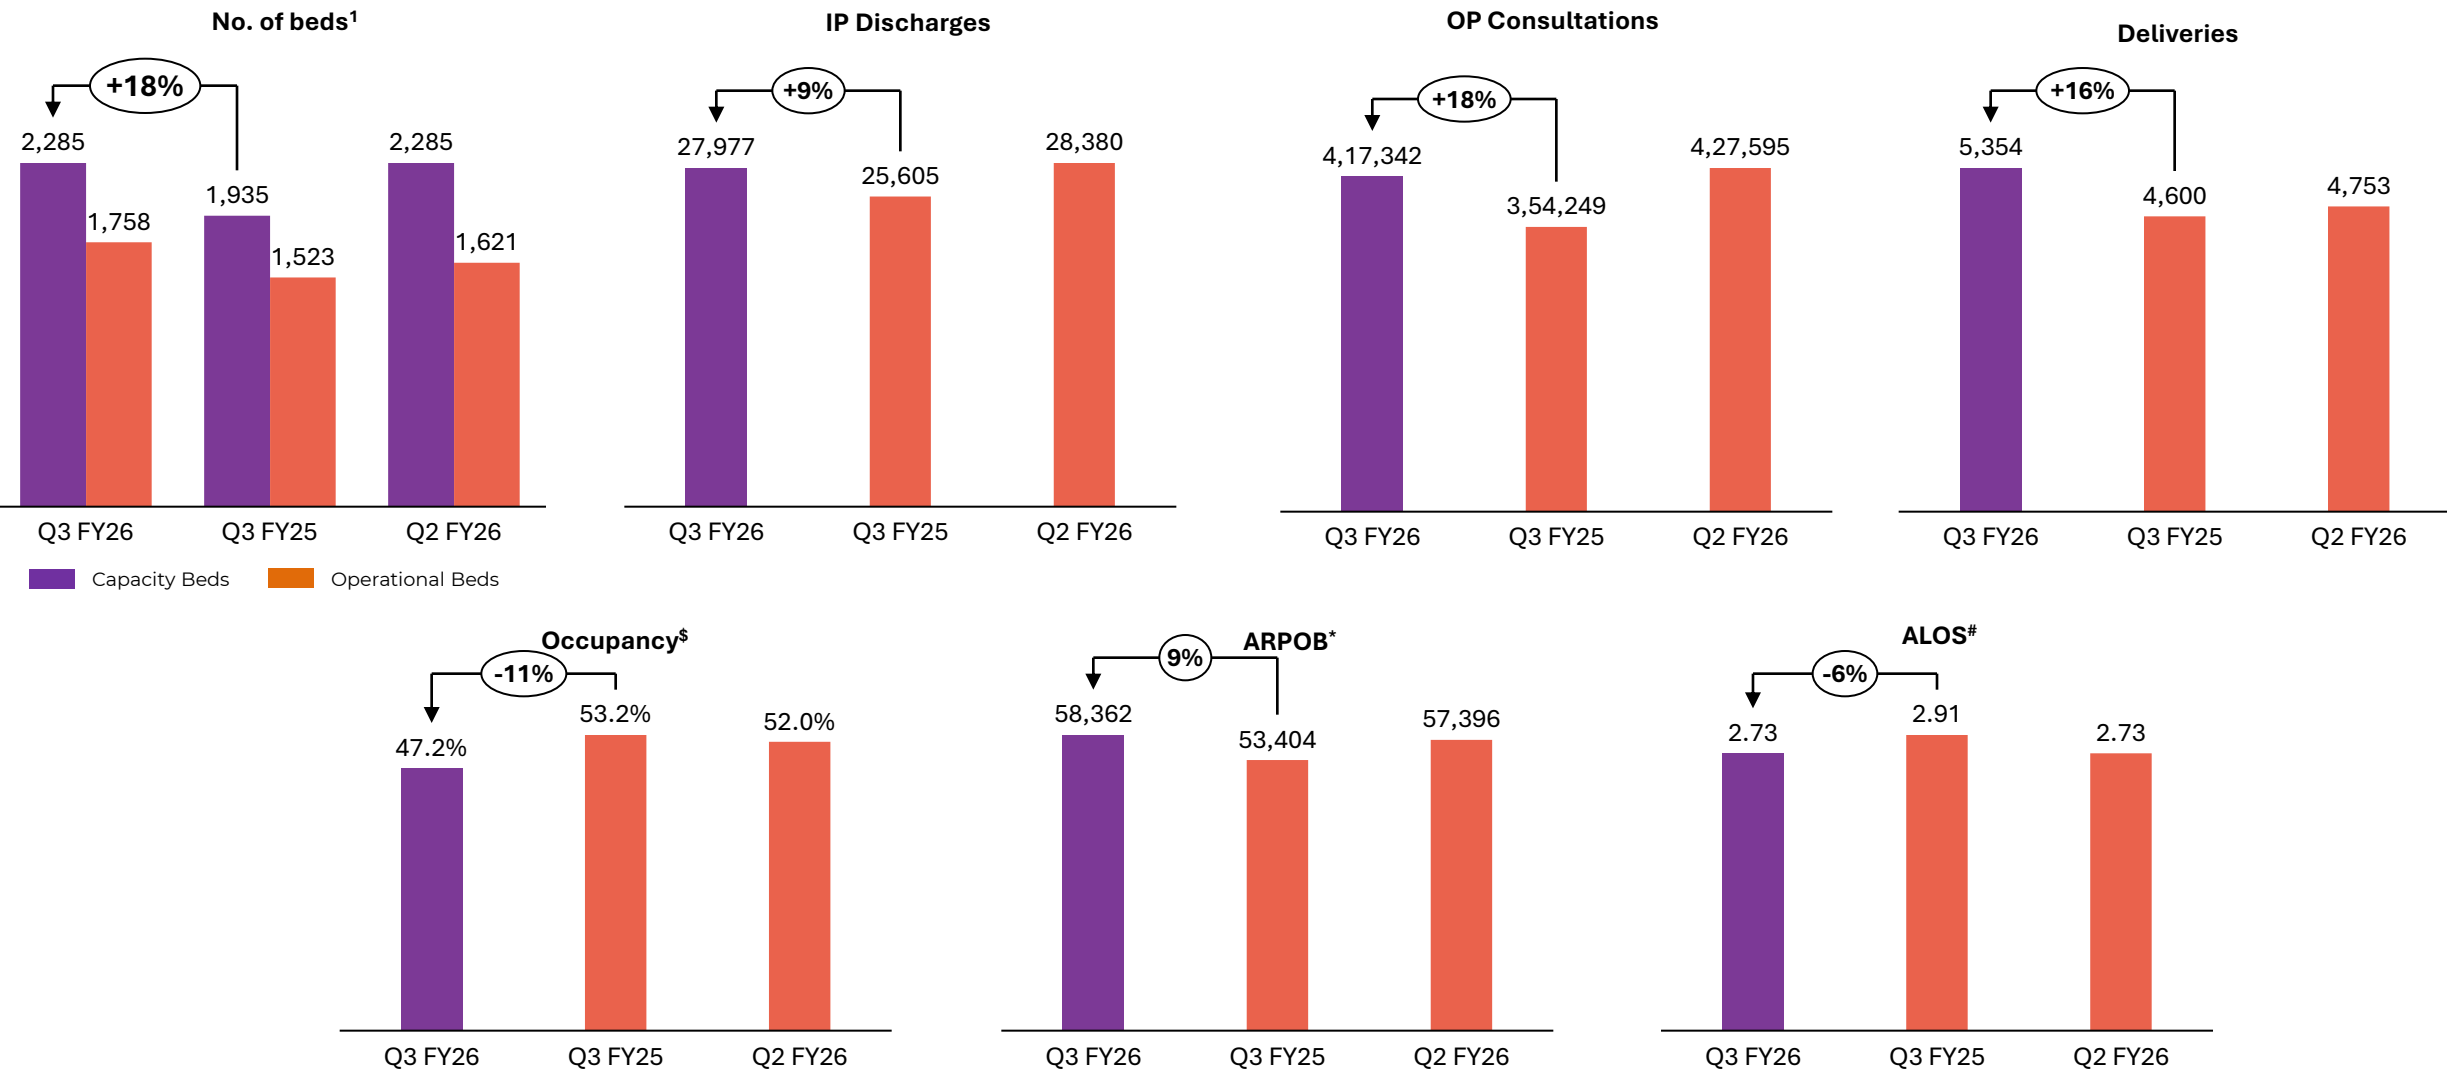 No. of beds¹
+18%
2,285
1,758
1,935
1,523
2,285
1,621
Q3 FY26
Q3 FY25
Q2 FY26
Capacity Beds
Operational Beds
IP Discharges
+9%
27,977
25,605
28,380
Q3 FY26
Q3 FY25
Q2 FY26
OP Consultations
+18%
4,17,342
3,54,249
4,27,595
Q3 FY26
Q3 FY25
Q2 FY26
Deliveries
+16%
5,354
4,600
4,753
Q3 FY26
Q3 FY25
Q2 FY26
Occupancy$
-11%
47.2%
53.2%
52.0%
Q3 FY26
Q3 FY25
Q2 FY26
ARPOB*
9%
58,362
53,404
57,396
Q3 FY26
Q3 FY25
Q2 FY26
ALOS#
-6%
2.73
2.91
2.73
Q3 FY26
Q3 FY25
Q2 FY26